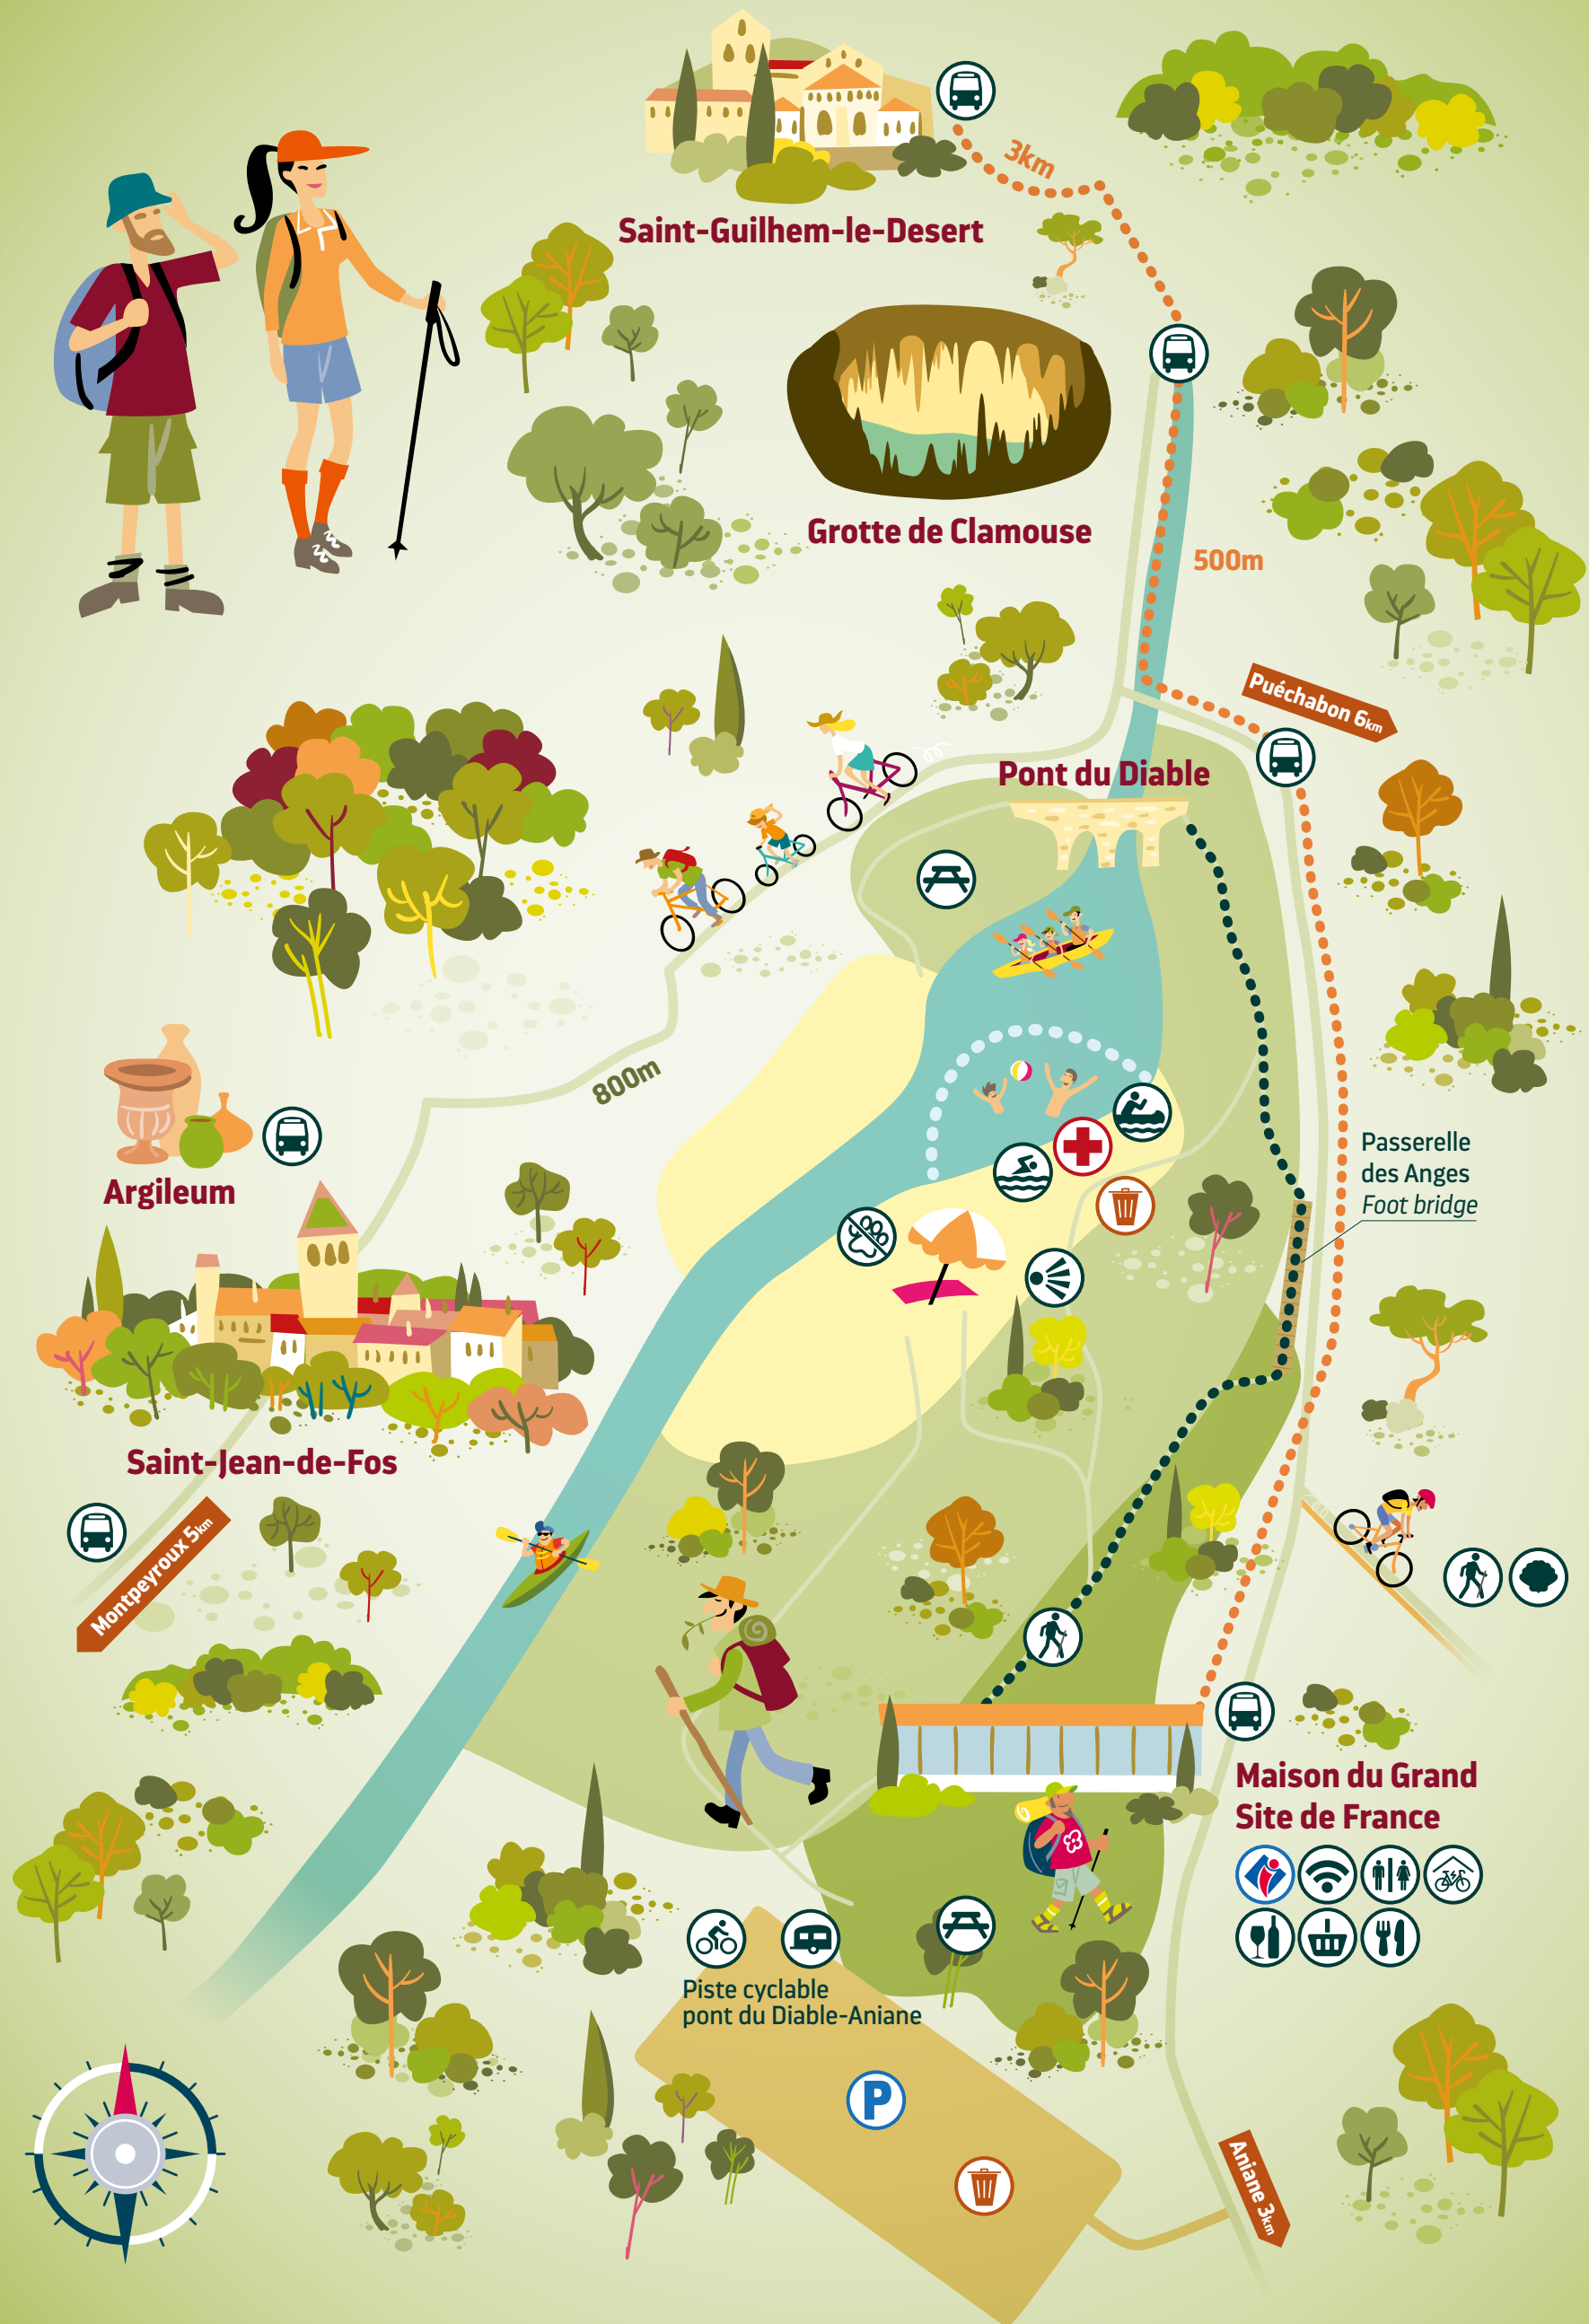 3km
Saint-Guilhem-le-Desert
Grotte de Clamouse
500m
Puéchabon 6km
Pont du Diable
800m
Argileum
Passerelle
des Anges
Foot bridge
Saint-Jean-de-Fos
Montpeyroux 5km
Maison du Grand
Site de France
Piste cyclable
pont du Diable-Aniane
P
Aniane 3km